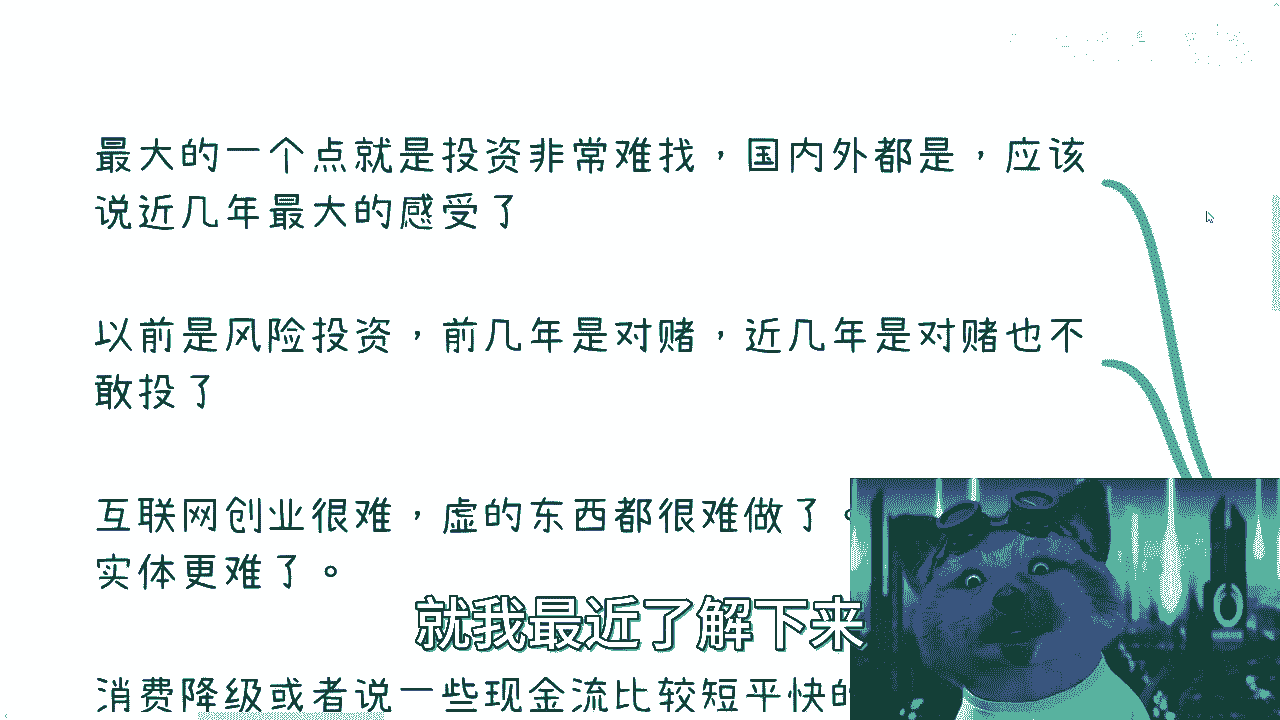 最大的一个点就是投资非常难找，国内外都是，应该
说近几年最大的感受了
以前是风险投资，前几年是对赌，近几年是对赌也不
敢投了
互联网创业很难，虚的东西都很难做了。
实体更难了。
就我最近了解下来
消费降级或者说一些现金流比较短平快的